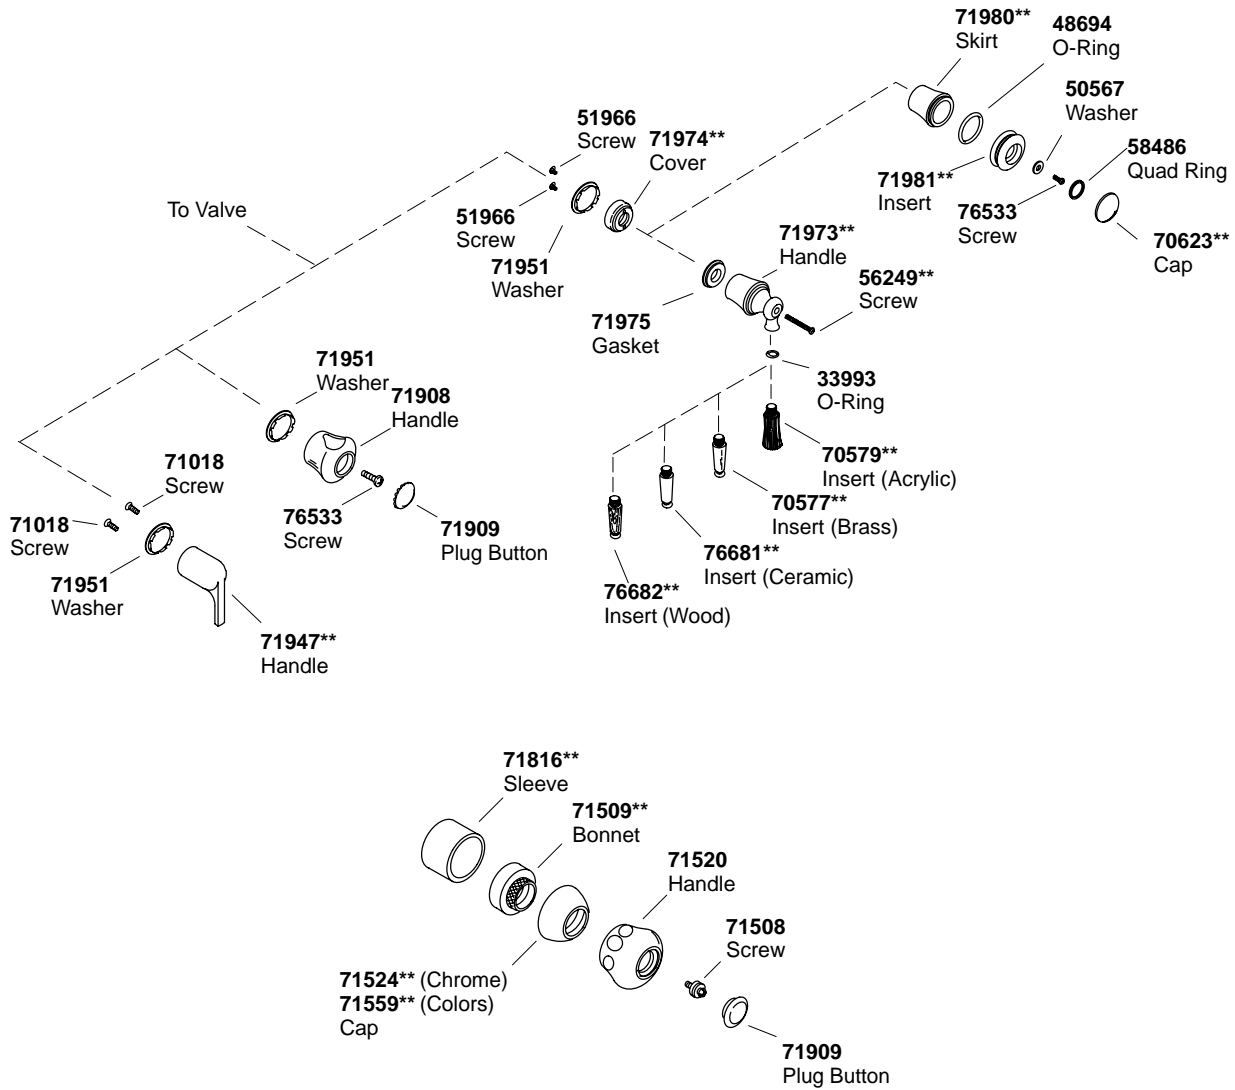 71980**
Skirt
48694
O-Ring
50567
Washer
51966
Screw
71974**
Cover
58486
Quad Ring
71981**
Insert
76533
Screw
To Valve
51966
Screw
71973**
Handle
70623**
Cap
71951
Washer
56249**
Screw
71975
Gasket
71951
Washer
71908
Handle
33993
O-Ring
71018
Screw
70579**
Insert (Acrylic)
71018
Screw
76533
Screw
71909
Plug Button
70577**
Insert (Brass)
71951
Washer
76681**
Insert (Ceramic)
76682**
Insert (Wood)
71947**
Handle
71816**
Sleeve
71509**
Bonnet
71520
Handle
71508
Screw
71524** (Chrome)
71559** (Colors)
Cap
71909
Plug Button